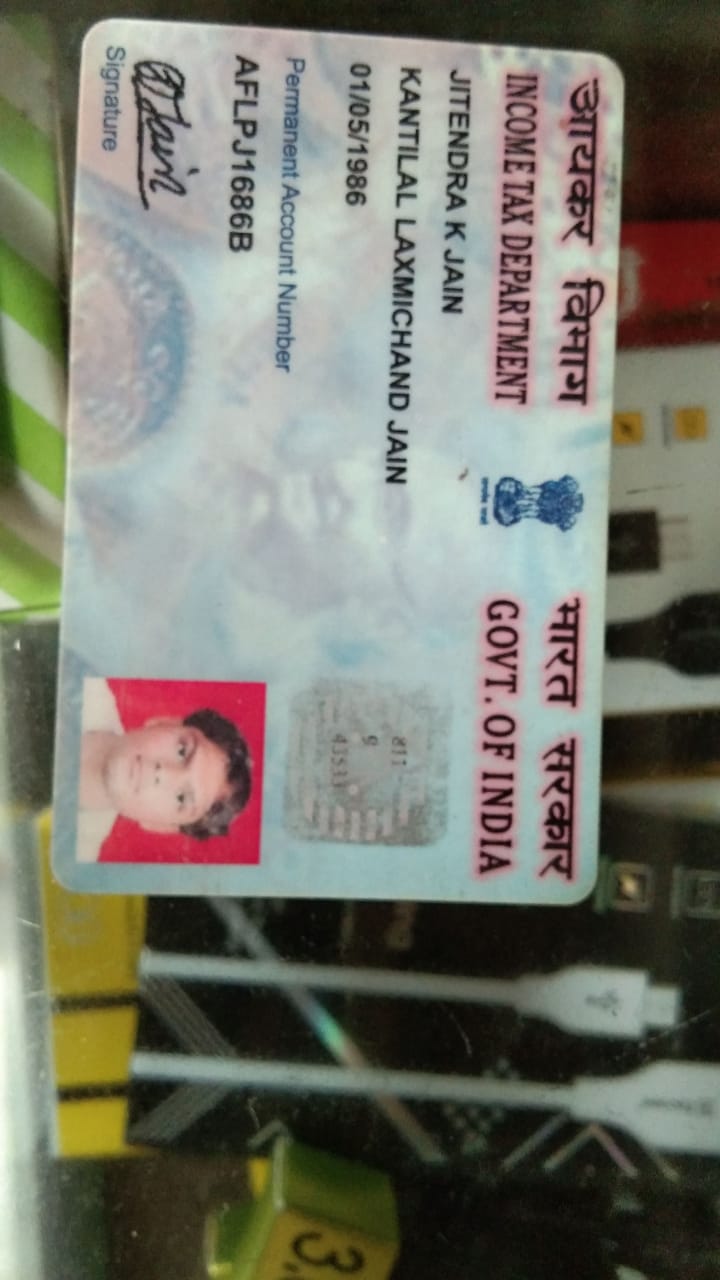 आयकर विभाग
INCOME TAX DEPARTMENT
भारत सरकार
GOVT. OF INDIA
JITENDRA K JAIN
KANTILAL LAXMICHAND JAIN
01/05/1986
Permanent Account Number
AFLPJ1686B
Signature
3